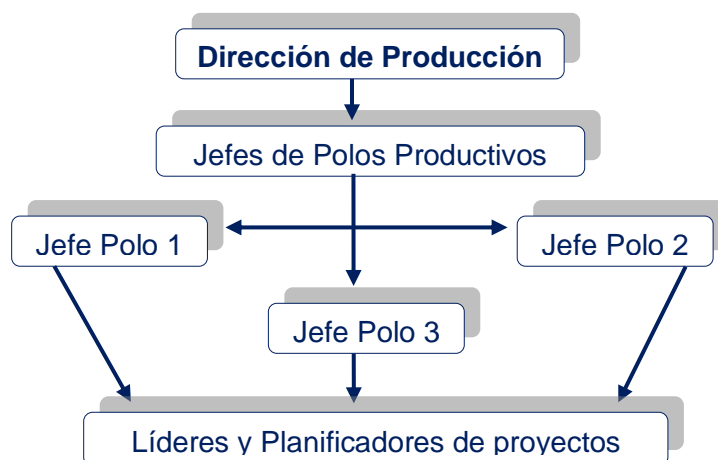 Dirección de Producción
Jefes de Polos Productivos
Jefe Polo 1
Jefe Polo 2
Jefe Polo 3
Líderes y Planificadores de proyectos